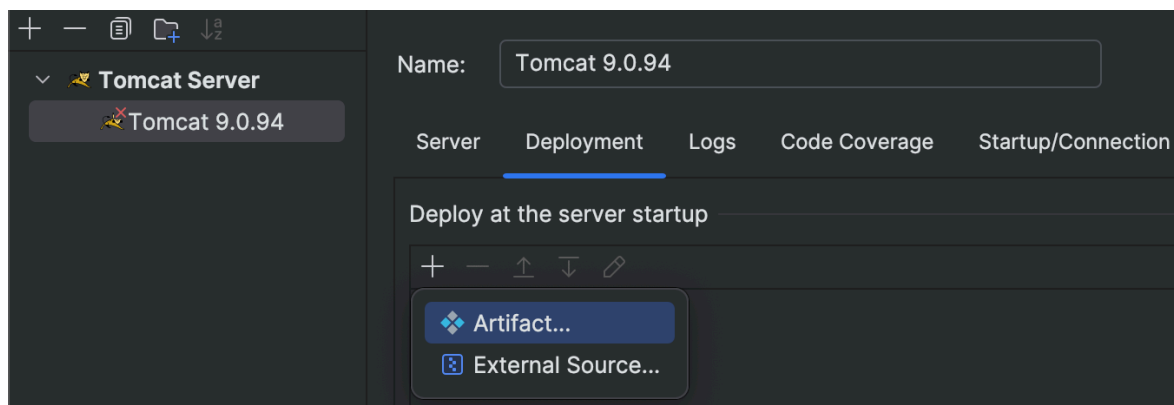 Tomcat Server
Tomcat 9.0.94
Name:
Tomcat 9.0.94
Server
Deployment
Logs
Code Coverage
Startup/Connection
Deploy at the server startup
Artifact...
External Source...